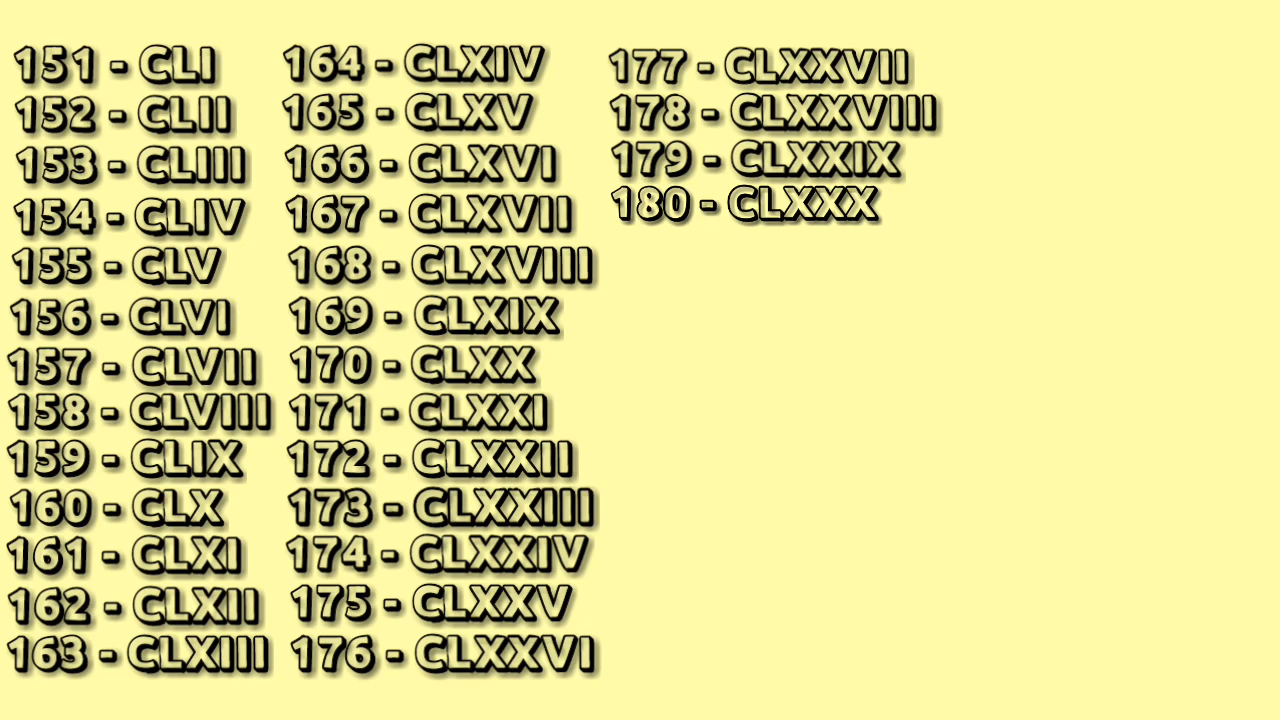 151 - CLI
152 - CLII
153 - CLIII
154 - CLIV
155 - CLV
156 - CLVI
157 - CLVII
158 - CLVIII
159 - CLIX
160 - CLX
161 - CLXI
162 - CLXII
163 - CLXIII
164 - CLXIV
165 - CLXV
166 - CLXVI
167 - CLXVII
168 - CLXVIII
169 - CLXIX
170 - CLXX
171 - CLXXI
172 - CLXXII
173 - CLXXIII
174 - CLXXIV
175 - CLXXV
176 - CLXXVI
177 - CLXXVII
178 - CLXXVIII
179 - CLXXIX
180 - CLXXX